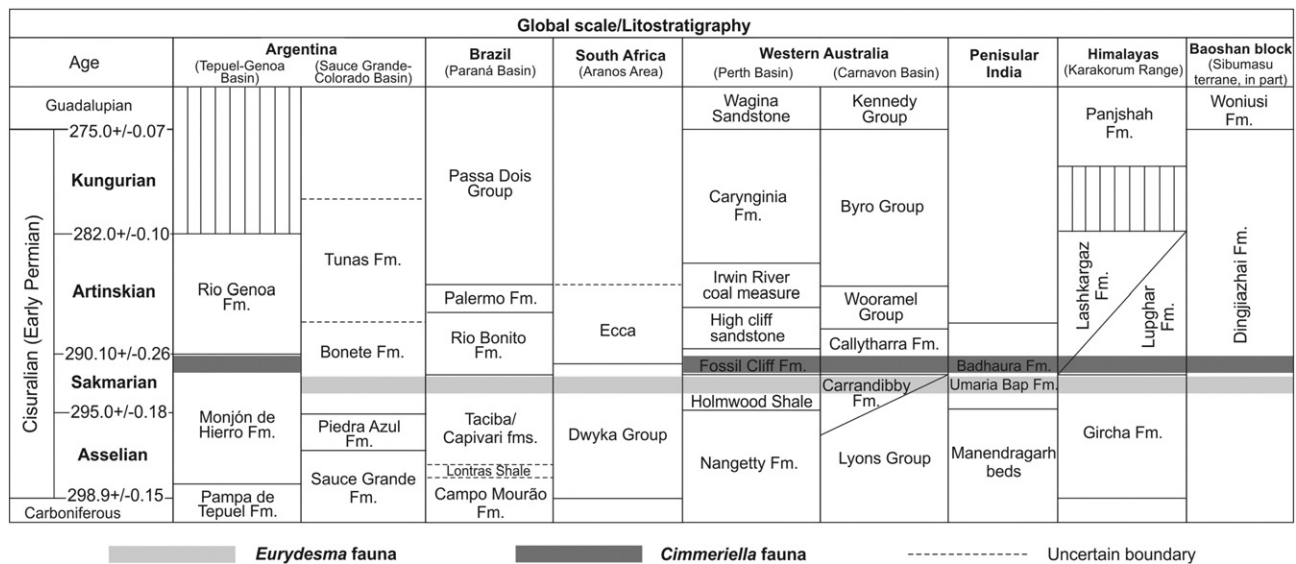 Global scale/Litostratigraphy
Age
Argentina
(Tepuel-Genoa
Basin)
(Sauce Grande-
Colorado Basin)
Brazil
(Paraná Basin)
South Africa
(Aranos Area)
Western Australia
(Perth Basin)
(Carnavon Basin)
Penisular
India
Himalayas
(Karakorum Range)
Baoshan block
(Sibumasu
terrane, in part)
Cisuralian (Early Permian)
Guadalupian
275.0+/-0.07
Kungurian
282.0+/-0.10
Artinskian
290.10+/-0.26
Sakmarian
295.0+/-0.18
Asselian
298.9+/-0.15
Carboniferous
Rio Genoa
Fm.
Monjón de
Hierro Fm.
Pampa de
Tepuel Fm.
Tunas Fm.
Bonete Fm.
Piedra Azul
Fm.
Sauce Grande
Fm.
Passa Dois
Group
Palermo Fm.
Rio Bonito
Fm.
Taciba/
Capivari fms.
Lontras Shale
Campo Mourão
Fm.
Ecca
Dwyka Group
Wagina
Sandstone
Carynginia
Fm.
Irwin River
coal measure
High cliff
sandstone
Fossil Cliff Fm.
Holmwood Shale
Nangetty Fm.
Kennedy
Group
Byro Group
Wooramel
Group
Callytharra Fm.
Carrandibby
Fm.
Lyons Group
Badhaura Fm.
Umaria Bap Fm.
Manendragarh
beds
Panjshah
Fm.
Lashkargaz
Fm.
Lupghar
Fm.
Gircha Fm.
Woniusi
Fm.
Dingjiazhai Fm.
Eurydesma fauna
Cimmeriella fauna
Uncertain boundary